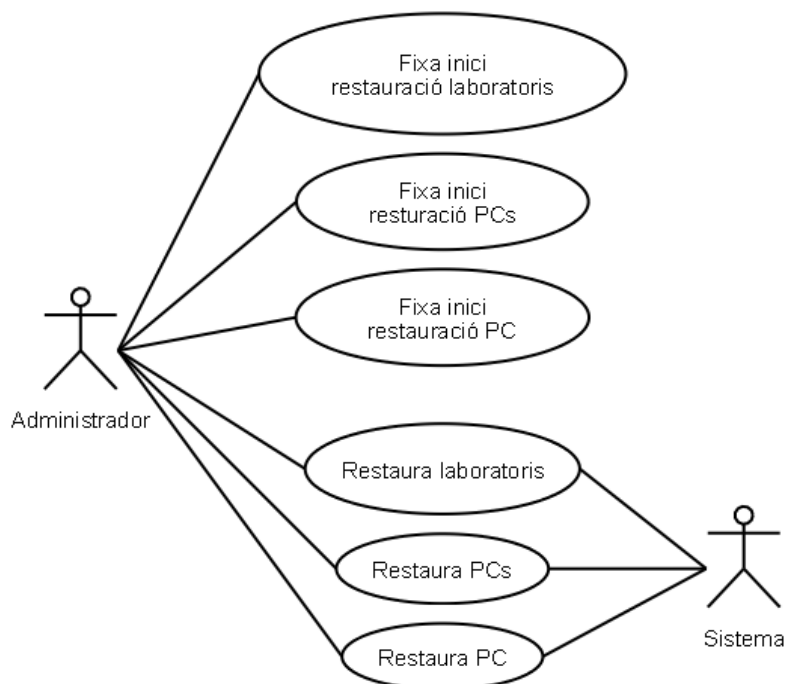 Fixa inici
restauració laboratoris
Fixa inici
resturació PCs
Fixa inici
restauració PC
Administrador
Restaura laboratoris
Restaura PCs
Sistema
Restaura PC